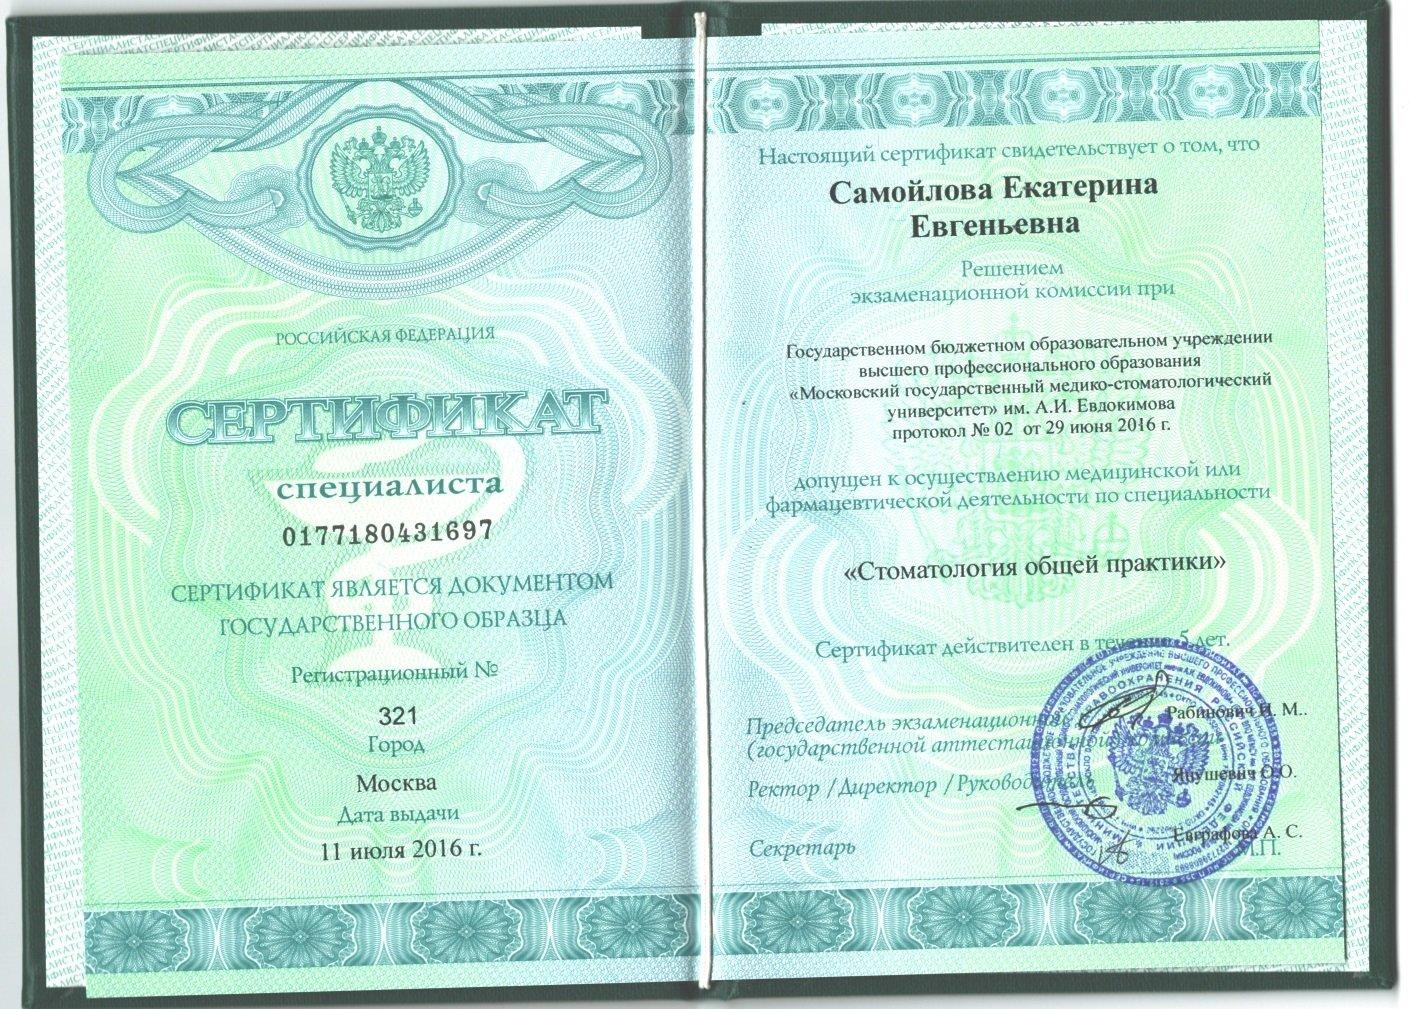 РОССИЙСКАЯ ФЕДЕРАЦИЯ
СЕРТИФИКАТ
специалиста
0177180431697
СЕРТИФИКАТ ЯВЛЯЕТСЯ ДОКУМЕНТОМ
ГОСУДАРСТВЕННОГО ОБРАЗЦА
Регистрационный №
321
Город
Москва
Дата выдачи
11 июля 2016 г.
Настоящий сертификат свидетельствует о том, что
Самойлова Екатерина
Евгеньевна
Решением
экзаменационной комиссии при
Государственном бюджетном образовательном учреждении
высшего профессионального образования
«Московский государственный медико-стоматологический
университет» им. А.И. Евдокимова
протокол № 02 от 29 июня 2016 г.
допущен к осуществлению медицинской или
фармацевтической деятельности по специальности
«Стоматология общей практики»
Сертификат действителен в течение 5 лет.
Председатель экзаменационной Рабинович И. М..
(государственной аттестационной комиссии)
Ректор /Директор /Руководитель Янушевич О.О.
Секретарь Евграфова А. С.
М.П.